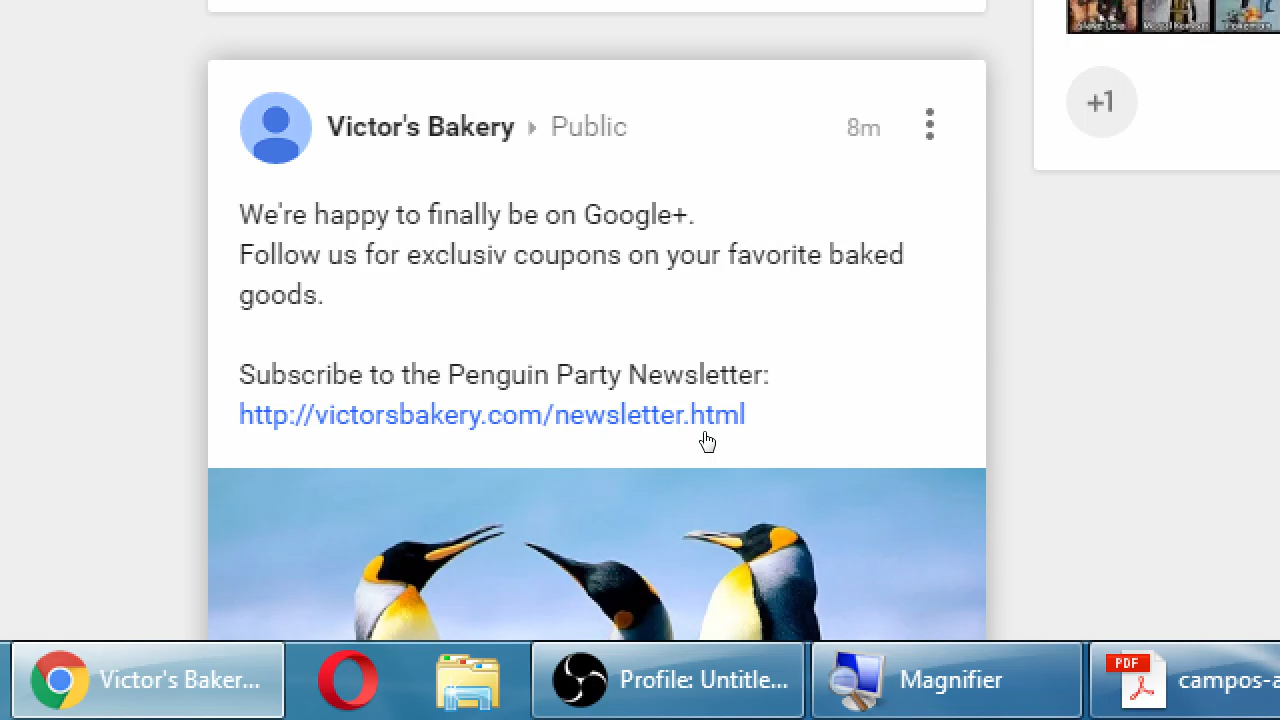 +1
Victor's Bakery Public 8m
We're happy to finally be on Google+.
Follow us for exclusiv coupons on your favorite baked
goods.
Subscribe to the Penguin Party Newsletter:
http://victorsbakery.com/newsletter.html
Victor's Baker... Profile: Untitle... Magnifier PDF campos-a